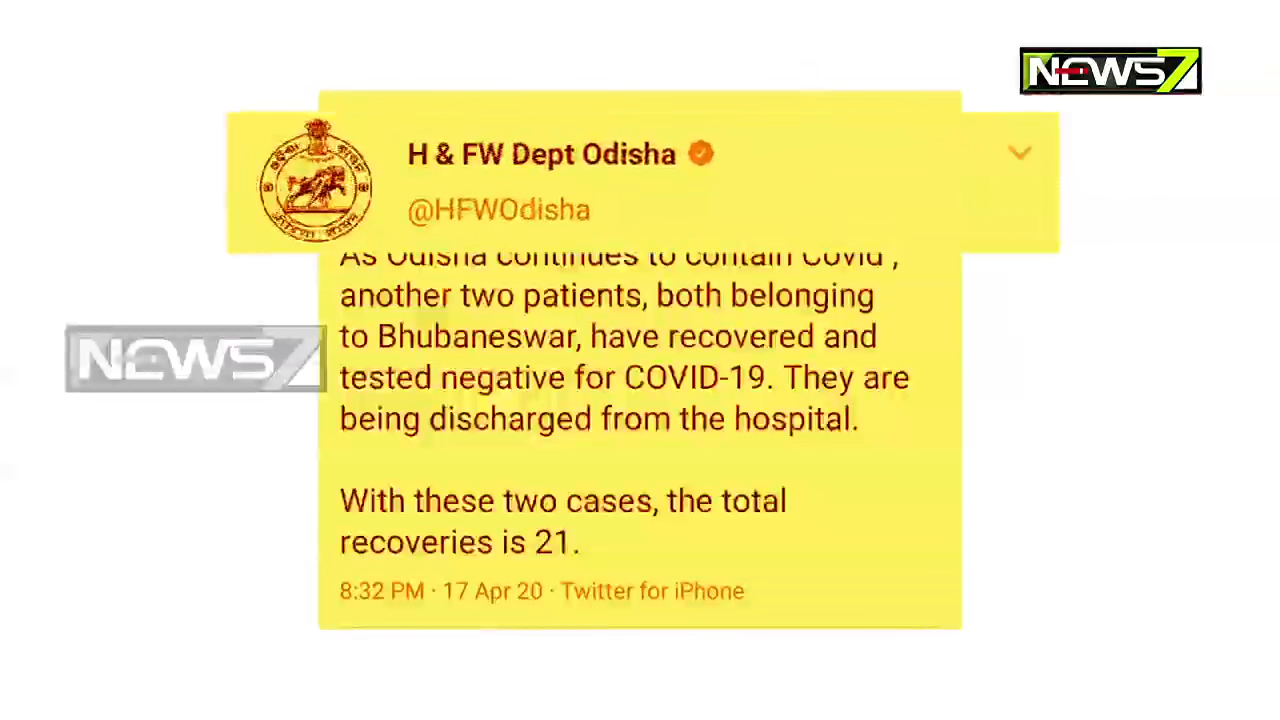 NEWS7
H & FW Dept Odisha
@HFWOdisha
As Odisha continues to contain Covid ,
another two patients, both belonging
to Bhubaneswar, have recovered and
NEWS7
tested negative for COVID-19. They are
being discharged from the hospital.
With these two cases, the total
recoveries is 21.
8:32 PM · 17 Apr 20 · Twitter for iPhone